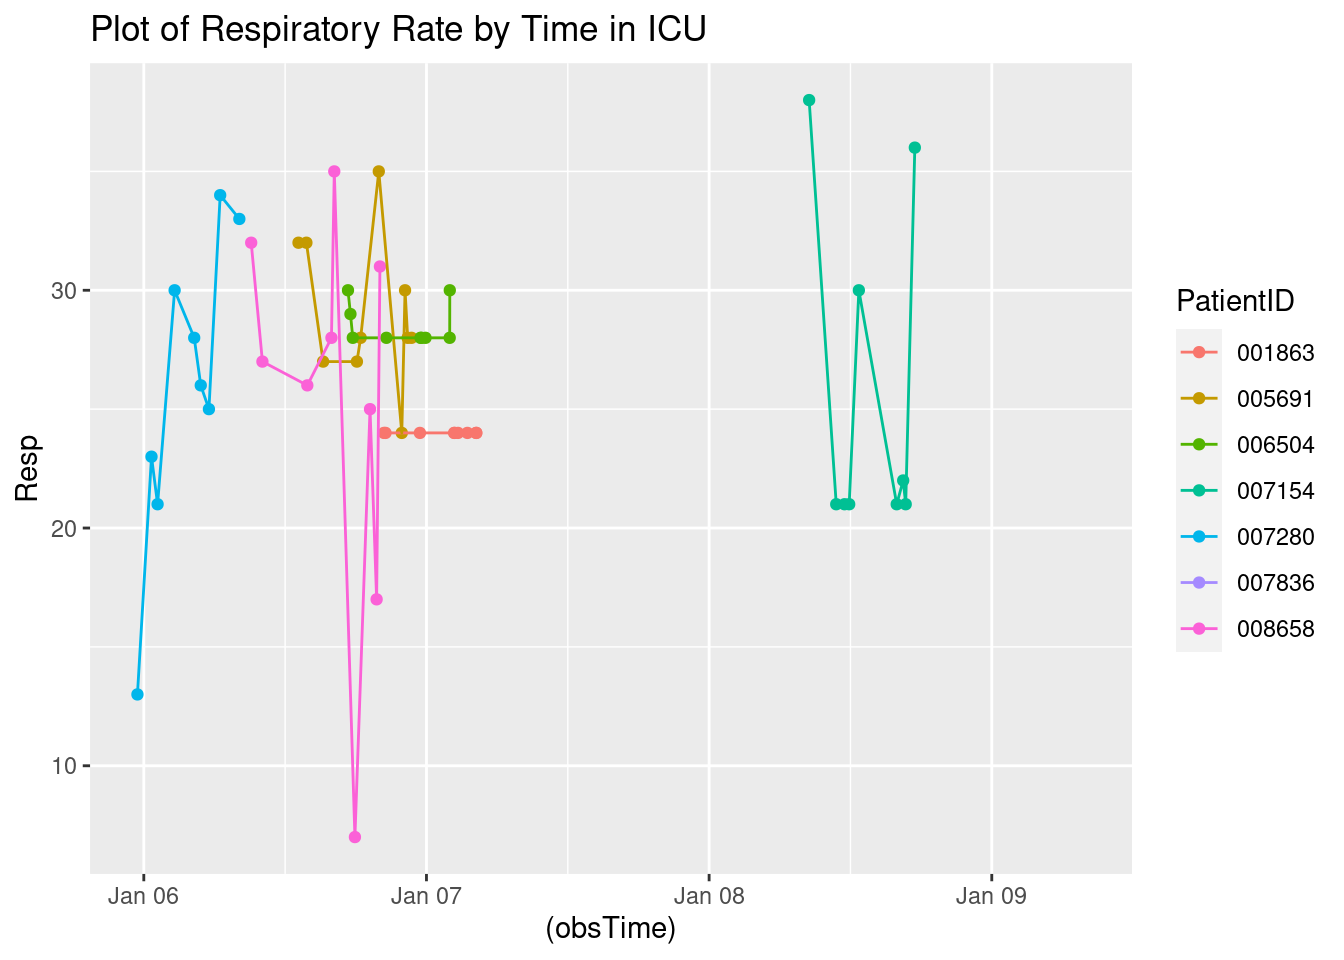 Plot of Respiratory Rate by Time in ICU
Resp
30
20
10
Jan 06
Jan 07
Jan 08
Jan 09
(obsTime)
PatientID
001863
005691
006504
007154
007280
007836
008658